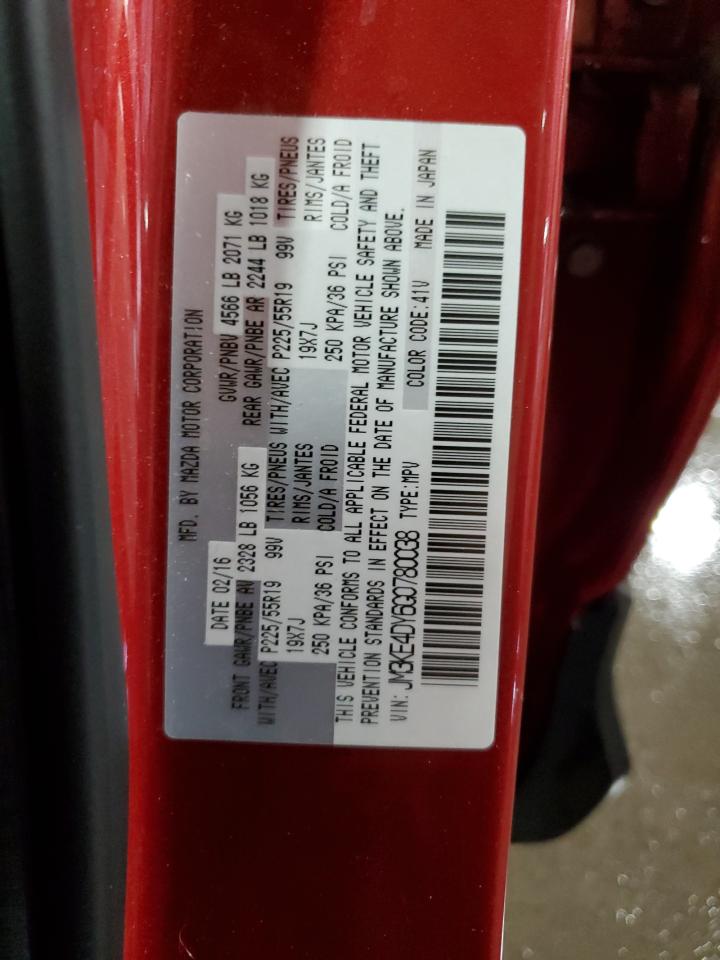 MFD. BY MAZDA MOTOR CORPORATION
DATE 02/16 GVWR/PNBV 4566 LB 2071 KG
FRONT GAWR/PNBE AV 2328 LB 1056 KG REAR GAWR/PNBE AR 2244 LB 1018 KG
WITH/AVEC P225/55R19 99V TIRES/PNEUS WITH/AVEC P225/55R19 99V TIRES/PNEUS
19X7J RIMS/JANTES 19X7J RIMS/JANTES
250 KPA/36 PSI COLD/A FROID 250 KPA/36 PSI COLD/A FROID
THIS VEHICLE CONFORMS TO ALL APPLICABLE FEDERAL MOTOR VEHICLE SAFETY AND THEFT
PREVENTION STANDARDS IN EFFECT ON THE DATE OF MANUFACTURE SHOWN ABOVE.
VIN: JM3KE4DY6G0780038 TYPE:MPV COLOR CODE:41V MADE IN JAPAN